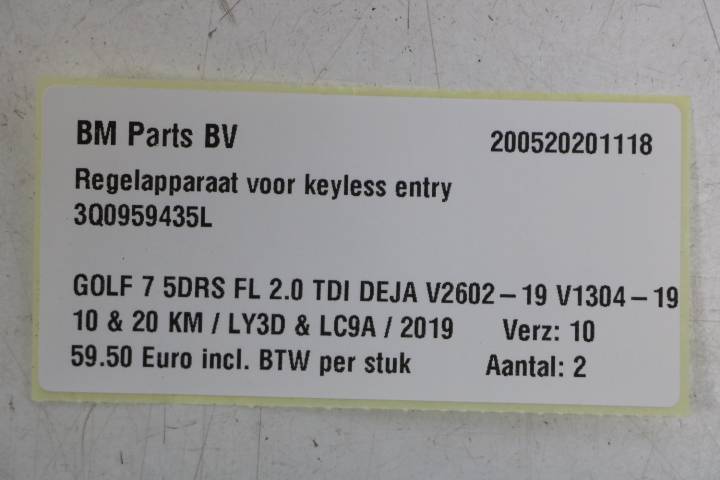 BM Parts BV 200520201118
Regelapparaat voor keyless entry
3Q0959435L
GOLF 7 5DRS FL 2.0 TDI DEJA V2602 – 19 V1304 – 19
10 & 20 KM / LY3D & LC9A / 2019 Verz: 10
59.50 Euro incl. BTW per stuk Aantal: 2